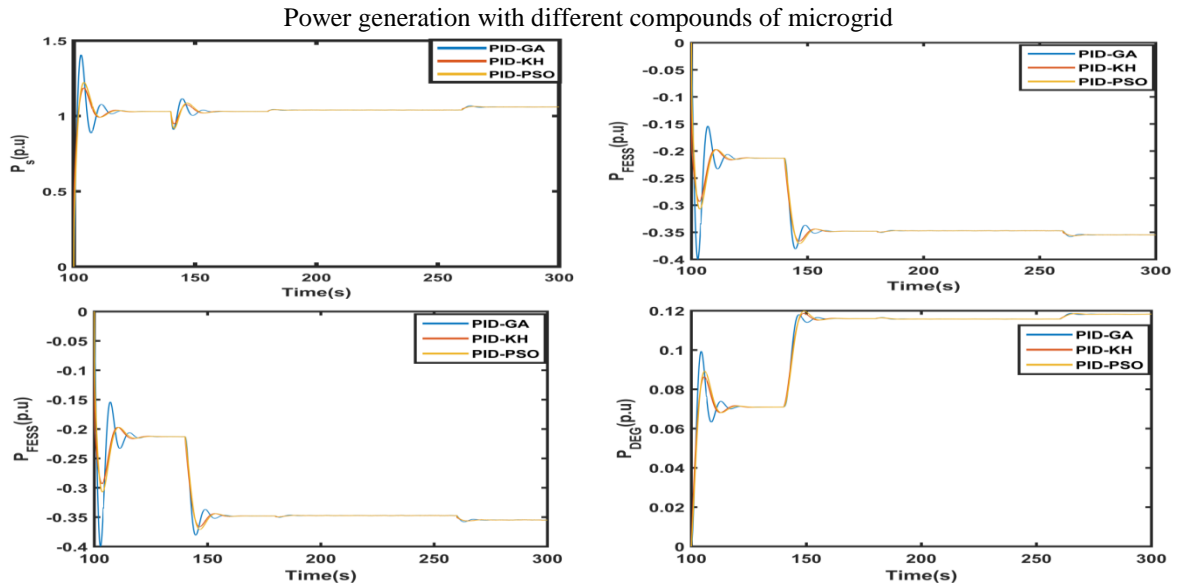 Power generation with different compounds of microgrid
1.5
1
0.5
0
P_s(p.u)
PID-GA
PID-KH
PID-PSO
100 150 200 250 300
Time(s)
0
-0.05
-0.1
-0.15
-0.2
-0.25
-0.3
-0.35
-0.4
P_FESS(p.u)
PID-GA
PID-KH
PID-PSO
100 150 200 250 300
Time(s)
0
-0.05
-0.1
-0.15
-0.2
-0.25
-0.3
-0.35
-0.4
P_FESS(p.u)
PID-GA
PID-KH
PID-PSO
100 150 200 250 300
Time(s)
0.12
0.1
0.08
0.06
0.04
0.02
0
P_DEG(p.u)
PID-GA
PID-KH
PID-PSO
100 150 200 250 300
Time(s)